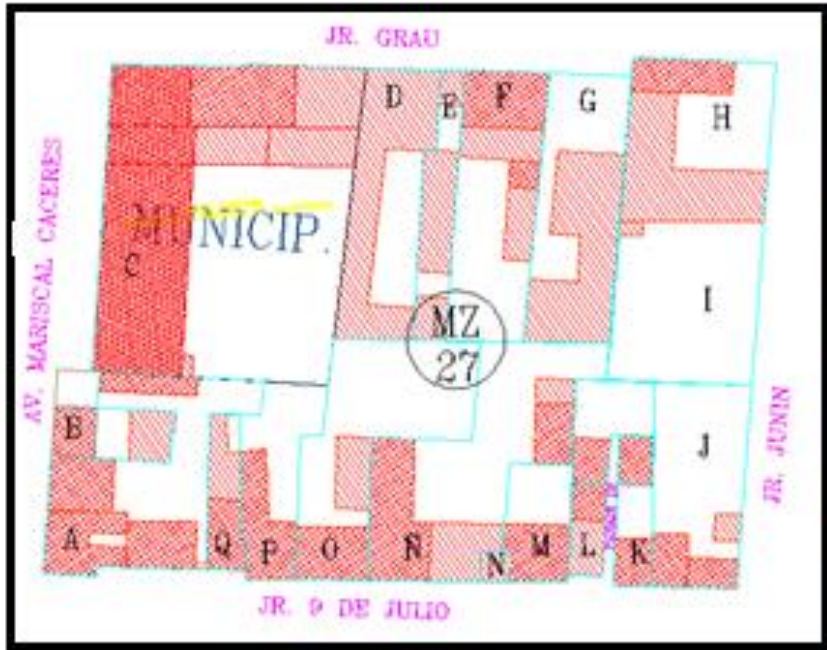 JR. GRAU
D
E
F
G
H
AV. MARISCAL CACERES
MUNICIP.
C
I
MZ
27
B
J
JR. JUNIN
A
Q
P
O
Ñ
N
M
L
K
JR. 9 DE JULIO